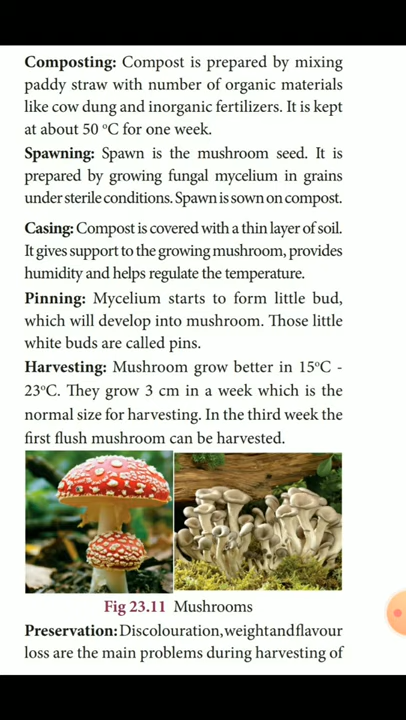 Composting: Compost is prepared by mixing
paddy straw with number of organic materials
like cow dung and inorganic fertilizers. It is kept
at about 50 °C for one week.
Spawning: Spawn is the mushroom seed. It is
prepared by growing fungal mycelium in grains
under sterile conditions. Spawn is sown on compost.
Casing: Compost is covered with a thin layer of soil.
It gives support to the growing mushroom, provides
humidity and helps regulate the temperature.
Pinning: Mycelium starts to form little bud,
which will develop into mushroom. Those little
white buds are called pins.
Harvesting: Mushroom grow better in 15°C -
23°C. They grow 3 cm in a week which is the
normal size for harvesting. In the third week the
first flush mushroom can be harvested.
Fig 23.11 Mushrooms
Preservation: Discolouration, weight and flavour
loss are the main problems during harvesting of